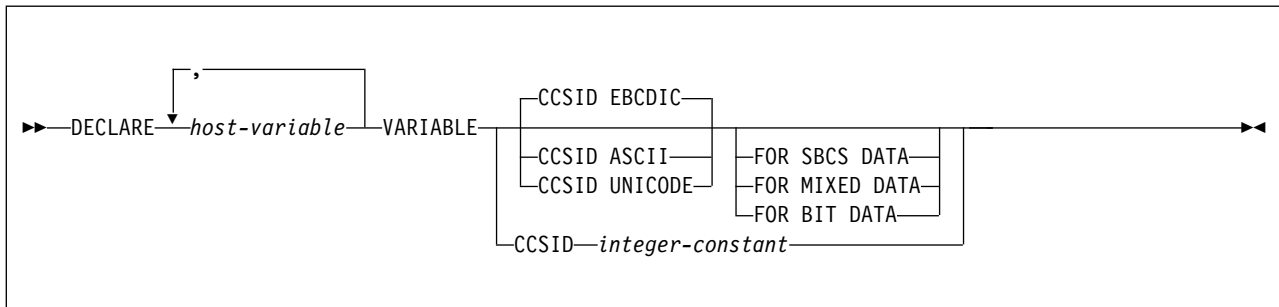 ,
CCSID EBCDIC
DECLARE host-variable VARIABLE
CCSID ASCII FOR SBCS DATA
CCSID UNICODE FOR MIXED DATA
FOR BIT DATA
CCSID integer-constant